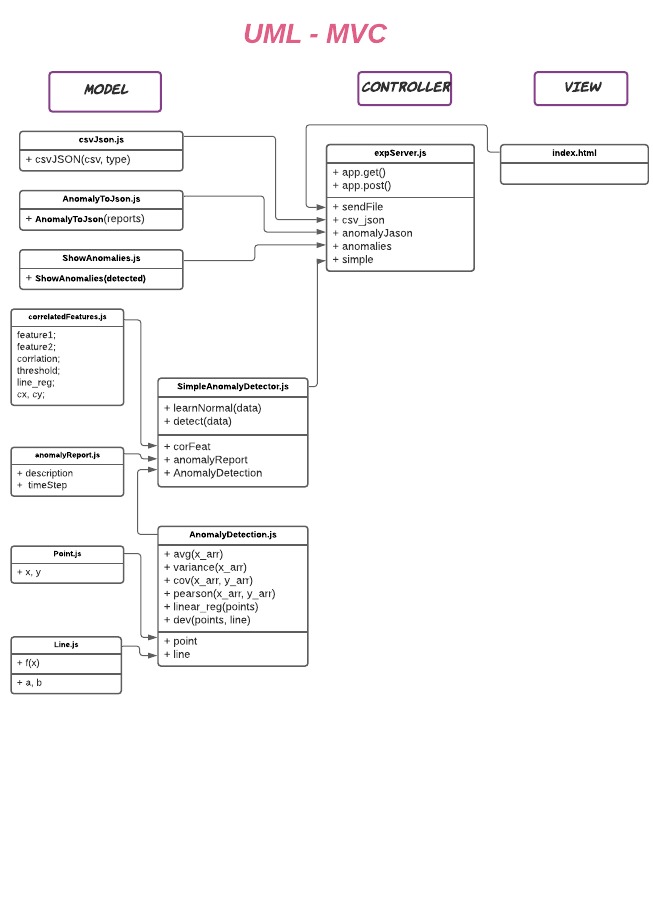 UML - MVC
MODEL
CONTROLLER
VIEW
csvJson.js
+ csvJSON(csv, type)
AnomalyToJson.js
+ AnomalyToJson(reports)
ShowAnomalies.js
+ ShowAnomalies(detected)
expServer.js
+ app.get()
+ app.post()
+ sendFile
+ csv_json
+ anomalyJason
+ anomalies
+ simple
index.html
correlatedFeatures.js
feature1;
feature2;
corrlation;
threshold;
line_reg;
cx, cy;
SimpleAnomalyDetector.js
+ learnNormal(data)
+ detect(data)
+ corFeat
+ anomalyReport
+ AnomalyDetection
anomalyReport.js
+ description
+ timeStep
AnomalyDetection.js
+ avg(x_arr)
+ variance(x_arr)
+ cov(x_arr, y_arr)
+ pearson(x_arr, y_arr)
+ linear_reg(points)
+ dev(points, line)
+ point
+ line
Point.js
+ x, y
Line.js
+ f(x)
+ a, b